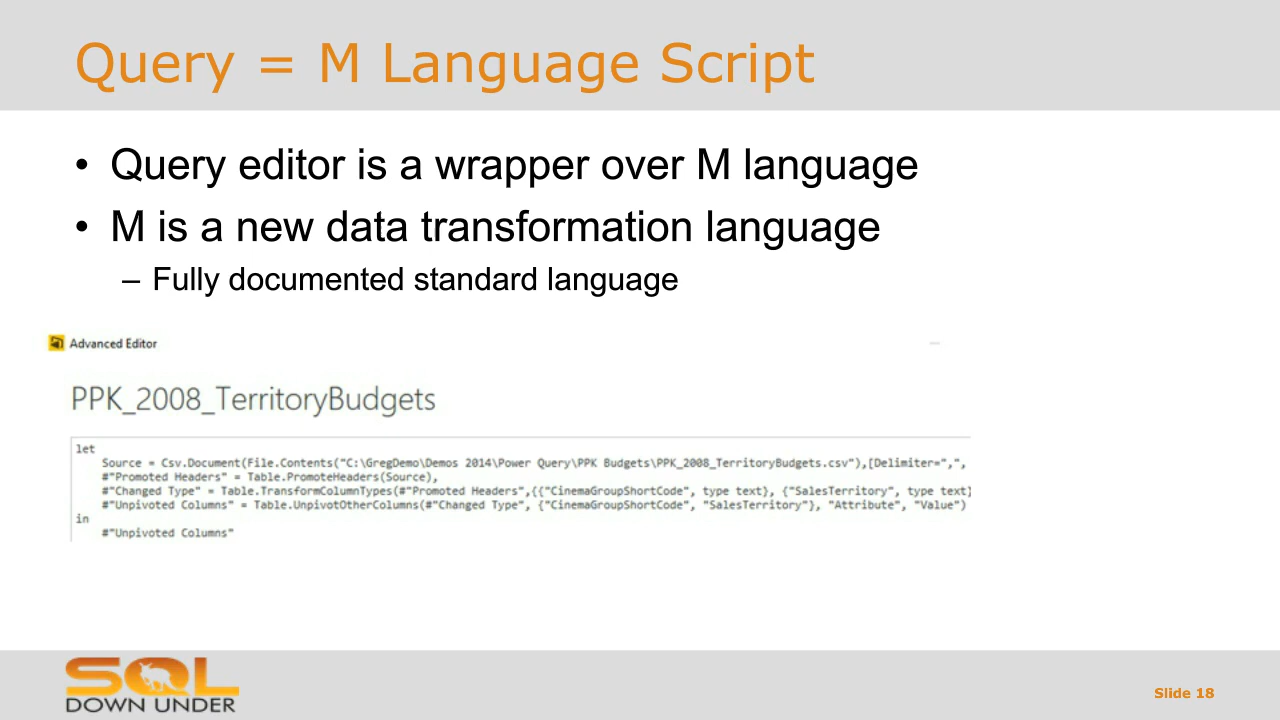 Query = M Language Script
• Query editor is a wrapper over M language
• M is a new data transformation language
– Fully documented standard language
Advanced Editor
PPK_2008_TerritoryBudgets
let
Source = Csv.Document(File.Contents("C:\GregDemo\Demos 2014\Power Query\PPK Budgets\PPK_2008_TerritoryBudgets.csv"),[Delimiter=",",
#"Promoted Headers" = Table.PromoteHeaders(Source),
#"Changed Type" = Table.TransformColumnTypes(#"Promoted Headers",{{"CinemaGroupShortCode", type text}, {"SalesTerritory", type text}
#"Unpivoted Columns" = Table.UnpivotOtherColumns(#"Changed Type", {"CinemaGroupShortCode", "SalesTerritory"}, "Attribute", "Value")
in
#"Unpivoted Columns"
SQL
DOWN UNDER
Slide 18